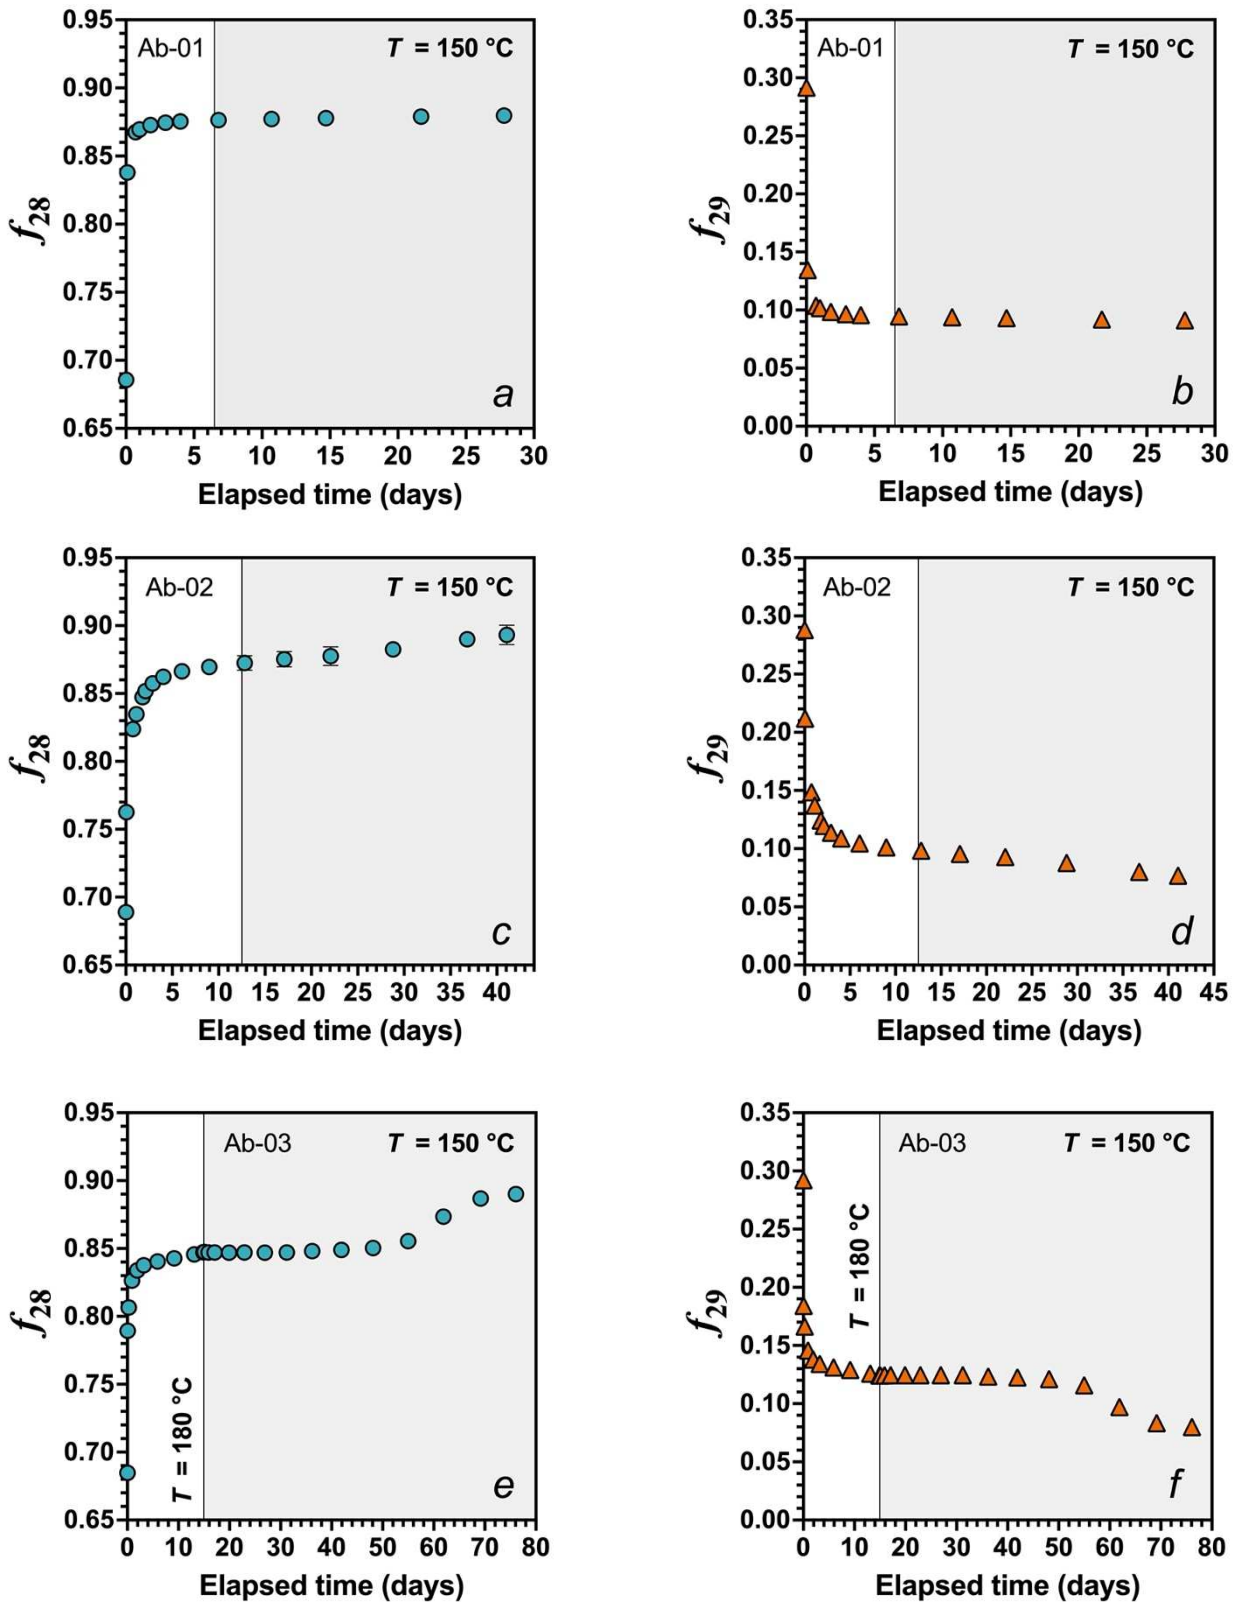 0.95
0.90
0.85
0.80
0.75
0.70
0.65
f28
Ab-01
T = 150 °C
a
0 5 10 15 20 25 30
Elapsed time (days)
0.35
0.30
0.25
0.20
0.15
0.10
0.05
0.00
f29
Ab-01
T = 150 °C
b
0 5 10 15 20 25 30
Elapsed time (days)
0.95
0.90
0.85
0.80
0.75
0.70
0.65
f28
Ab-02
T = 150 °C
c
0 5 10 15 20 25 30 35 40
Elapsed time (days)
0.35
0.30
0.25
0.20
0.15
0.10
0.05
0.00
f29
Ab-02
T = 150 °C
d
0 5 10 15 20 25 30 35 40 45
Elapsed time (days)
0.95
0.90
0.85
0.80
0.75
0.70
0.65
f28
Ab-03
T = 150 °C
T = 180 °C
e
0 10 20 30 40 50 60 70 80
Elapsed time (days)
0.35
0.30
0.25
0.20
0.15
0.10
0.05
0.00
f29
Ab-03
T = 150 °C
T = 180 °C
f
0 10 20 30 40 50 60 70 80
Elapsed time (days)